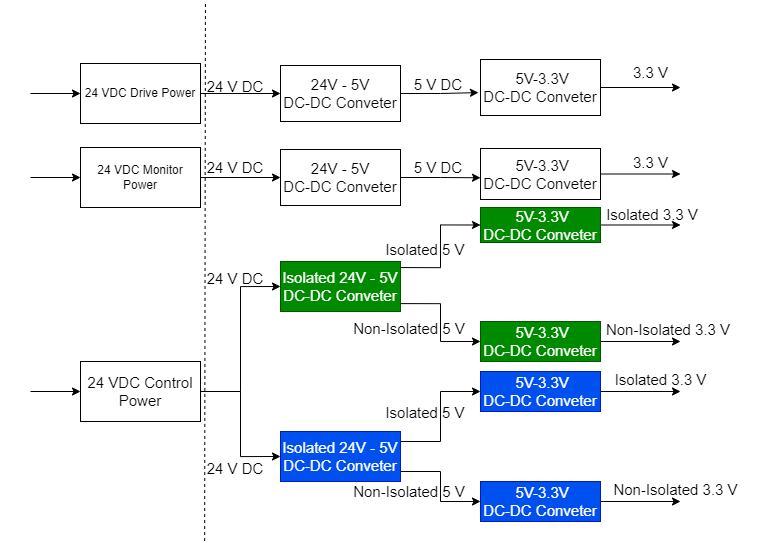 24 VDC Drive Power
24 V DC
24V - 5V
DC-DC Conveter
5 V DC
5V-3.3V
DC-DC Conveter
3.3 V
24 VDC Monitor
Power
24 V DC
24V - 5V
DC-DC Conveter
5 V DC
5V-3.3V
DC-DC Conveter
3.3 V
24 VDC Control
Power
24 V DC
Isolated 24V - 5V
DC-DC Conveter
Isolated 5 V
5V-3.3V
DC-DC Conveter
Isolated 3.3 V
Non-Isolated 5 V
5V-3.3V
DC-DC Conveter
Non-Isolated 3.3 V
24 V DC
Isolated 24V - 5V
DC-DC Conveter
Isolated 5 V
5V-3.3V
DC-DC Conveter
Isolated 3.3 V
Non-Isolated 5 V
5V-3.3V
DC-DC Conveter
Non-Isolated 3.3 V